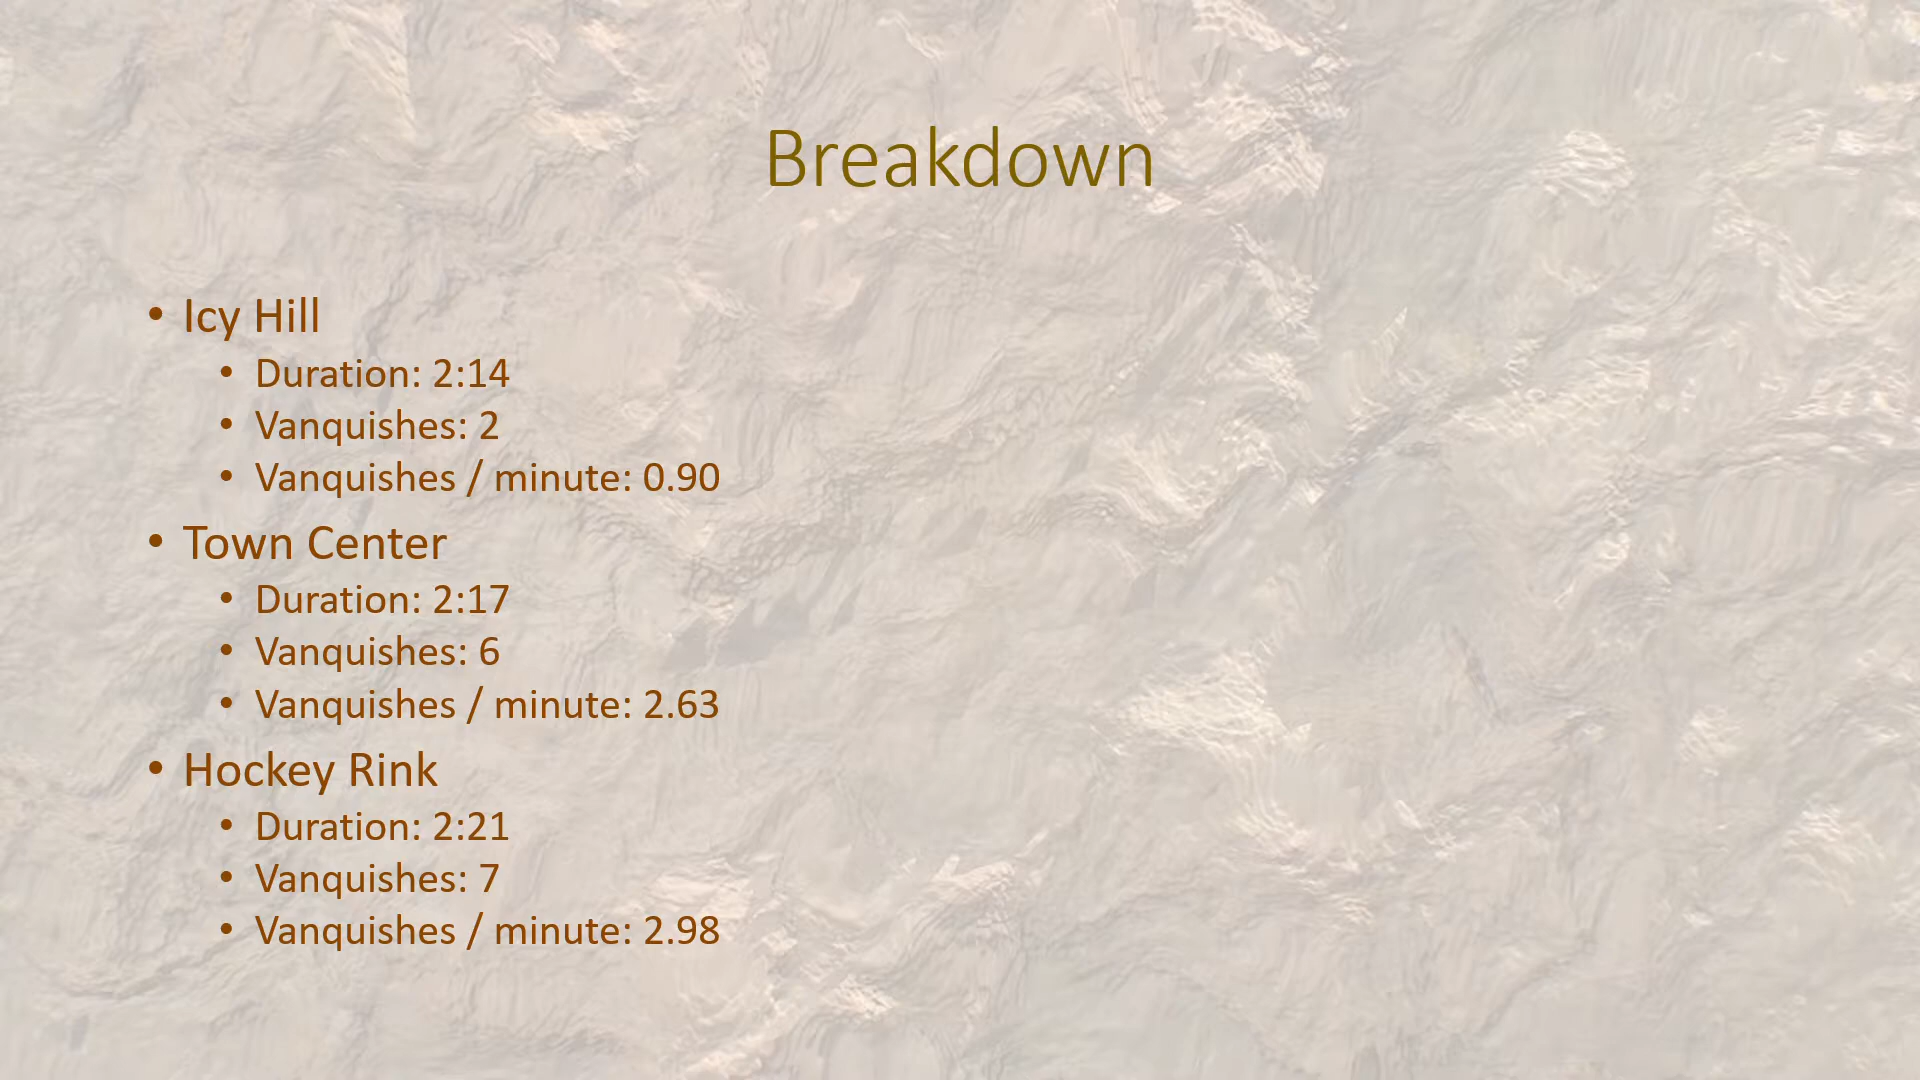 Breakdown
• Icy Hill
• Duration: 2:14
• Vanquishes: 2
• Vanquishes / minute: 0.90
• Town Center
• Duration: 2:17
• Vanquishes: 6
• Vanquishes / minute: 2.63
• Hockey Rink
• Duration: 2:21
• Vanquishes: 7
• Vanquishes / minute: 2.98